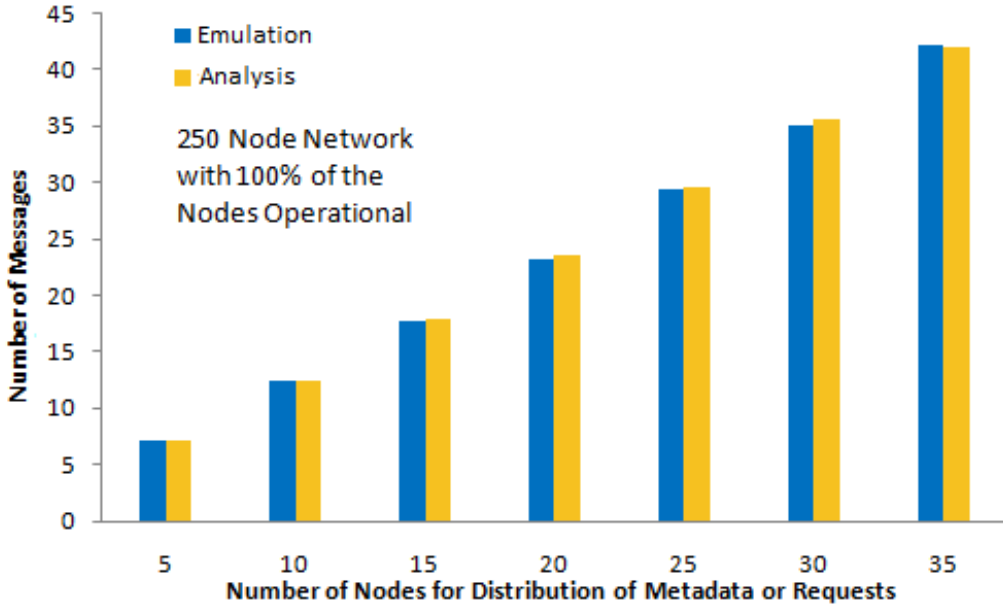 45
40
35
30
25
20
15
10
5
0
Number of Messages
Emulation
Analysis
250 Node Network
with 100% of the
Nodes Operational
5 10 15 20 25 30 35
Number of Nodes for Distribution of Metadata or Requests